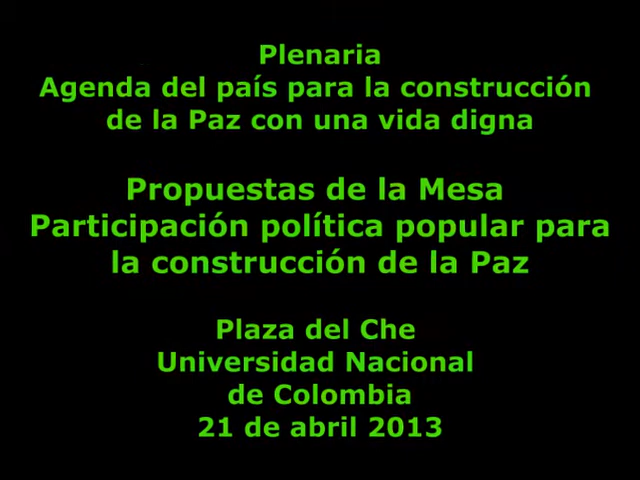 Plenaria
Agenda del país para la construcción
de la Paz con una vida digna
Propuestas de la Mesa
Participación política popular para
la construcción de la Paz
Plaza del Che
Universidad Nacional
de Colombia
21 de abril 2013